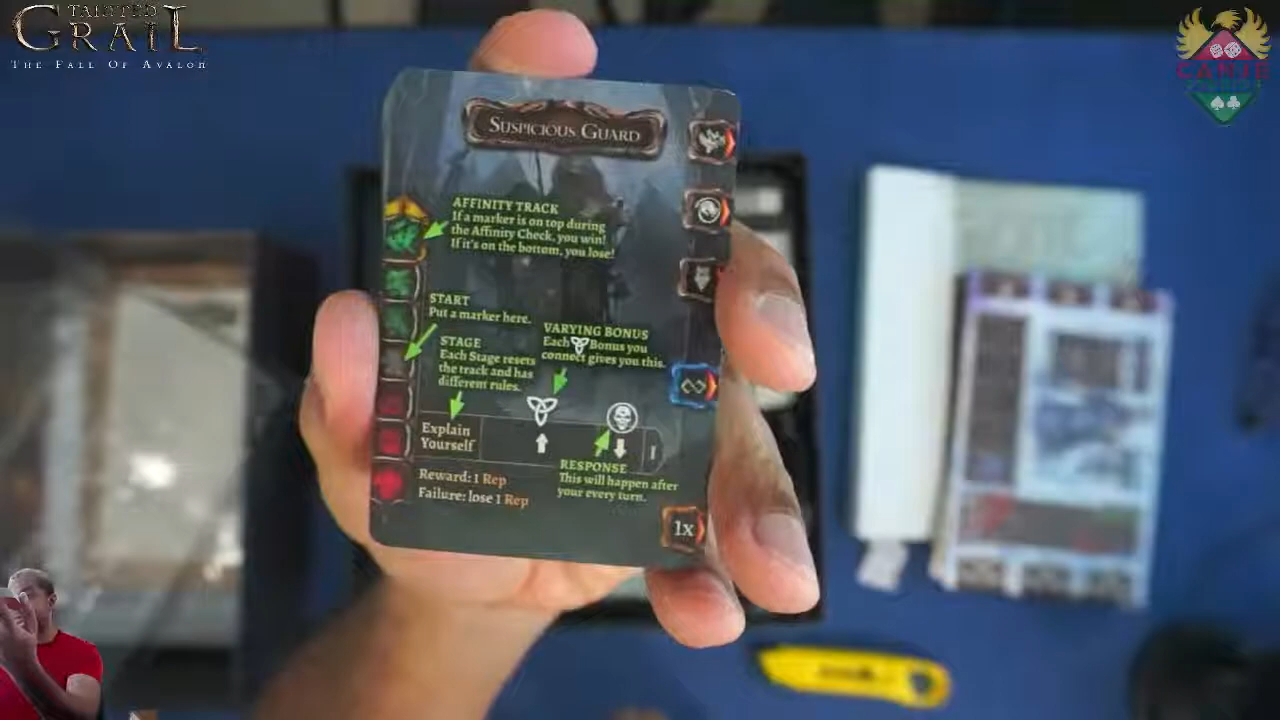 TAINTED
GRAIL
THE FALL OF AVALON
SUSPICIOUS GUARD
AFFINITY TRACK
If a marker is on top during
the Affinity Check, you win!
If it's on the bottom, you lose!
START
Put a marker here.
STAGE
Each Stage resets
the track and has
different rules.
VARYING BONUS
Each Bonus you
connect gives you this.
Explain
Yourself
I
RESPONSE
This will happen after
your every turn.
Reward: 1 Rep
Failure: lose 1 Rep
1x